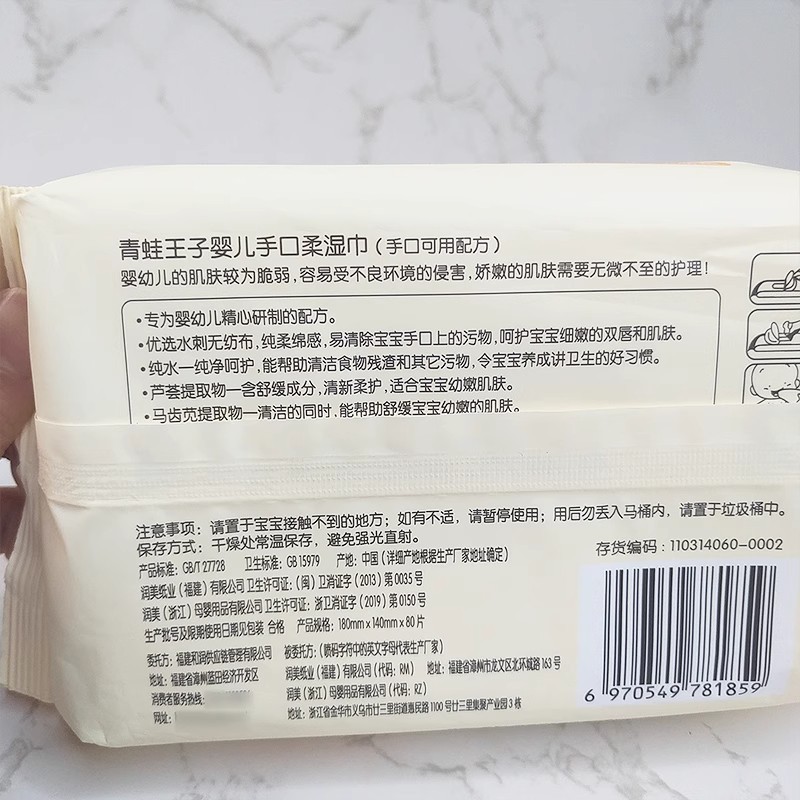 青蛙王子婴儿手口柔湿巾（手口可用配方）
婴幼儿的肌肤较为脆弱,容易受不良环境的侵害,娇嫩的肌肤需要无微不至的护理!
•专为婴幼儿精心研制的配方。
•优选水刺无纺布,纯柔绵感,易清除宝宝手口上的污物,呵护宝宝细嫩的双唇和肌肤。
•纯水—纯净呵护,能帮助清洁食物残渣和其它污物,令宝宝养成讲卫生的好习惯。
•芦荟提取物—含舒缓成分,清新柔护,适合宝宝幼嫩肌肤。
•马齿苋提取物—清洁的同时,能帮助舒缓宝宝幼嫩的肌肤。
注意事项：请置于宝宝接触不到的地方；如有不适，请暂停使用；用后勿丢入马桶内，请置于垃圾桶中。
保存方式：干燥处常温保存，避免强光直射。
存货编码：110314060-0002
产品标准：GB/T 27728 卫生标准：GB 15979 产地：中国（详细产地根据生产厂家地址确定）
润美纸业（福建）有限公司 卫生许可证：（闽）卫消证字（2013）第0035号
润美（浙江）母婴用品有限公司 卫生许可证：浙卫消证字（2019）第0150号
生产批号及限期使用日期见包装 合格 产品规格：180mm x 140mm x 80片
委托方：福建和润供应链管理有限公司 被委托方：（喷码字符中的英文字母代表生产厂家）
地址：福建省漳州蓝田经济开发区 润美纸业（福建）有限公司（代码：RM） 地址：福建省漳州市龙文区北环城路163号
消费者服务热线: 润美（浙江）母婴用品有限公司（代码：RZ）
网址: 地址：浙江省金华市义乌市廿三里街道惠民路1100号廿三里集聚产业园3栋
6 970549 781859